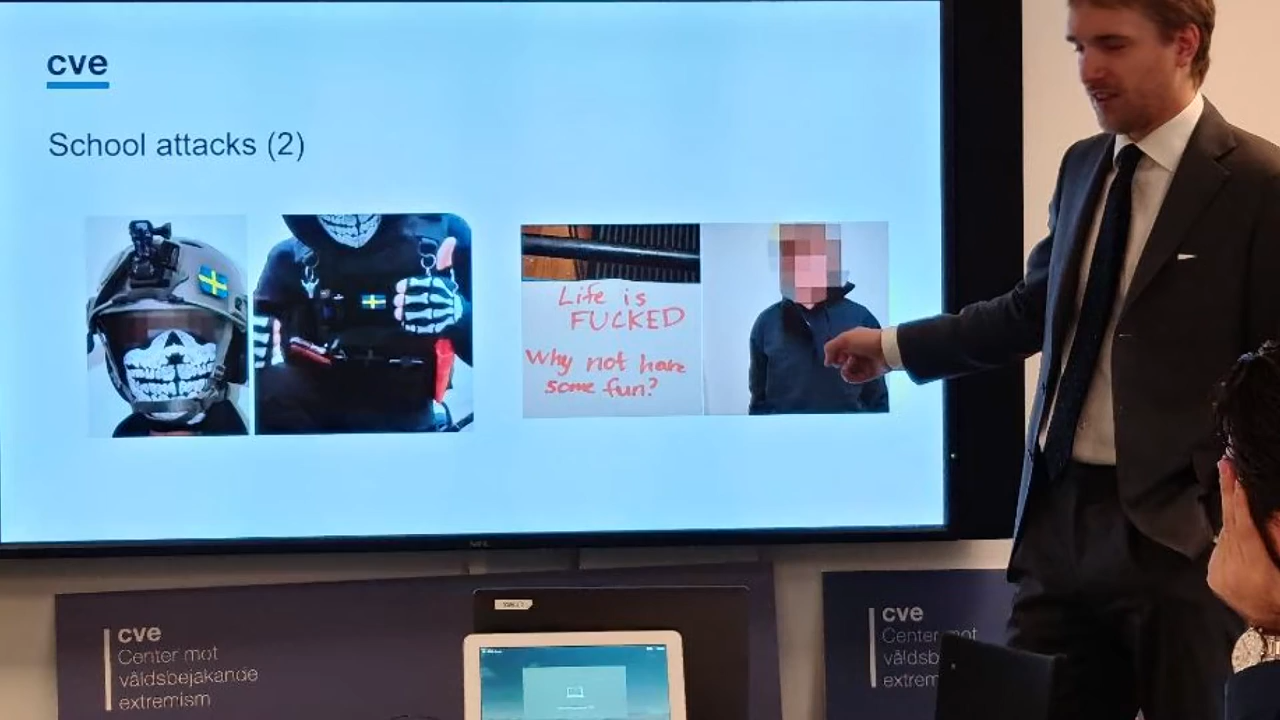 cve
School attacks (2)
Life is
FUCKED
Why not have
some fun?
cve
Center mot
våldsbejakande
extremism
cve
Center mot
våldsb
extrem